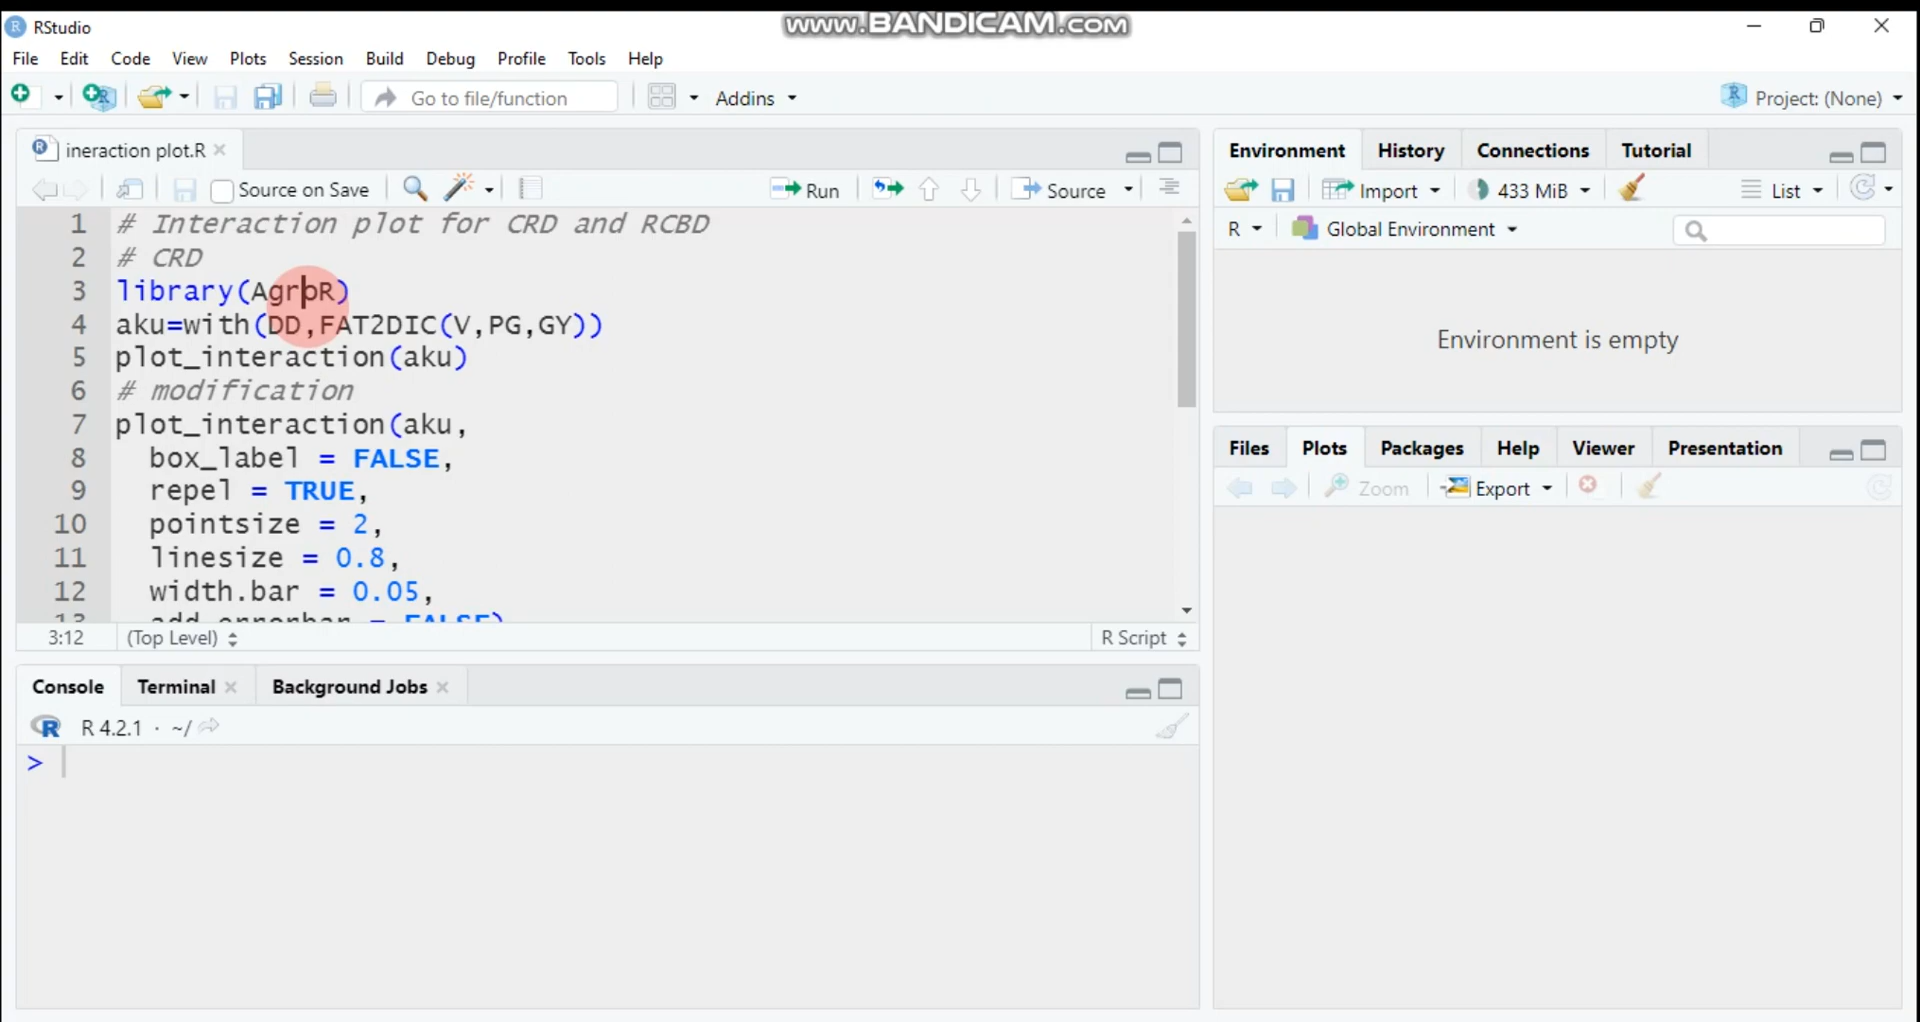 www.BANDICAM.com
RStudio
File Edit Code View Plots Session Build Debug Profile Tools Help
Go to file/function Addins Project: (None)
ineraction plot.R
Source on Save Run Source
1 # Interaction plot for CRD and RCBD
2 # CRD
3 library(AgroR)
4 aku=with(DD,FAT2DIC(V,PG,GY))
5 plot_interaction(aku)
6 # modification
7 plot_interaction(aku,
8 box_label = FALSE,
9 repel = TRUE,
10 pointsize = 2,
11 linesize = 0.8,
12 width.bar = 0.05,
13 add.errorbar = FALSE)
3:12 (Top Level) R Script
Console Terminal Background Jobs
R 4.2.1 · ~/
>
Environment History Connections Tutorial
Import 433 MiB List
R Global Environment
Environment is empty
Files Plots Packages Help Viewer Presentation
Zoom Export